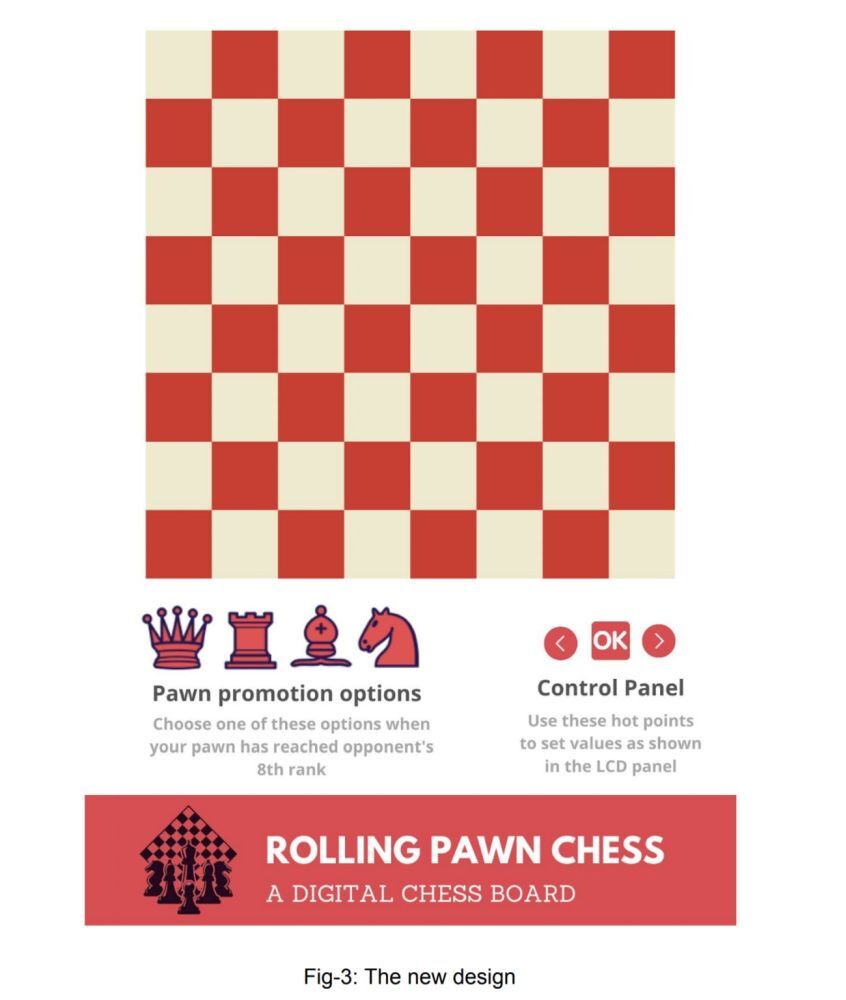 OK
Pawn promotion options
Control Panel
Choose one of these options when
your pawn has reached opponent's
8th rank
Use these hot points
to set values as shown
in the LCD panel
ROLLING PAWN CHESS
A DIGITAL CHESS BOARD
Fig-3: The new design